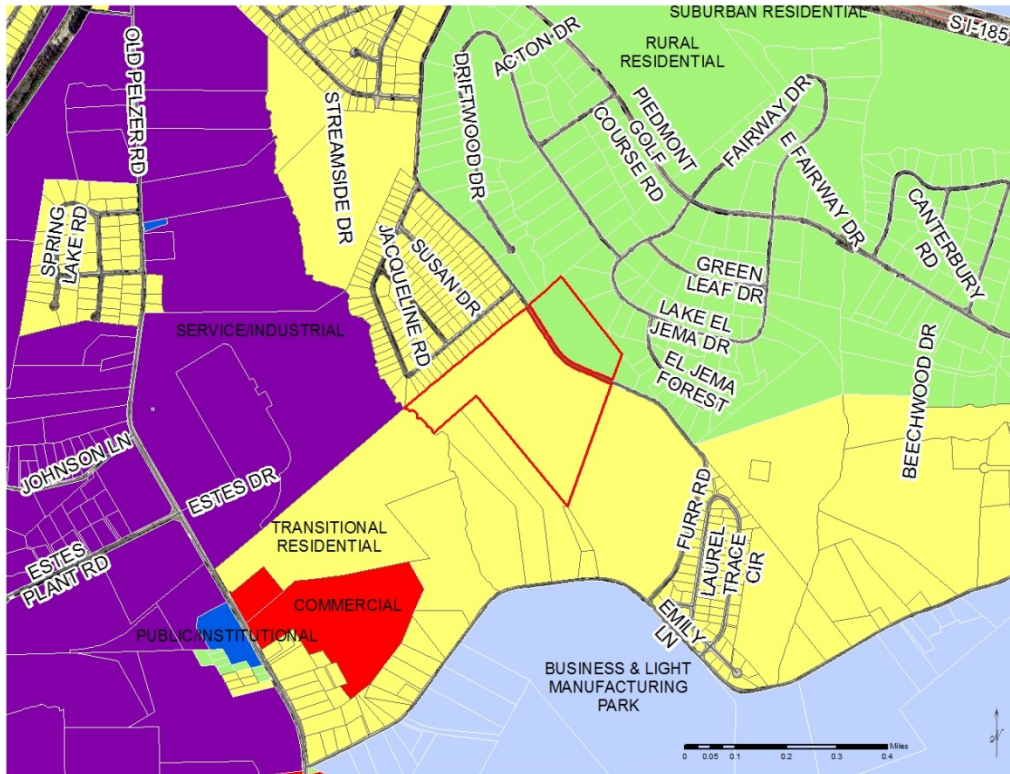 SUBURBAN RESIDENTIAL
S I-185
RURAL
RESIDENTIAL
OLD PELZER RD
ACTON DR
DRIFTWOOD DR
PIEDMONT
GOLF
COURSE RD
FAIRWAY DR
E FAIRWAY DR
STREAMSIDE DR
SPRING
LAKE RD
CANTERBURY
RD
SUSAN DR
JACQUELINE RD
GREEN
LEAF DR
SERVICE/INDUSTRIAL
LAKE EL
JEMA DR
EL JEMA
FOREST
BEECHWOOD DR
JOHNSON LN
ESTES DR
ESTES
PLANT RD
TRANSITIONAL
RESIDENTIAL
FURR RD
LAUREL
TRACE
CIR
COMMERCIAL
PUBLIC/INSTITUTIONAL
EMILY
LN
BUSINESS & LIGHT
MANUFACTURING
PARK
Miles
0 0.05 0.1 0.2 0.3 0.4
N